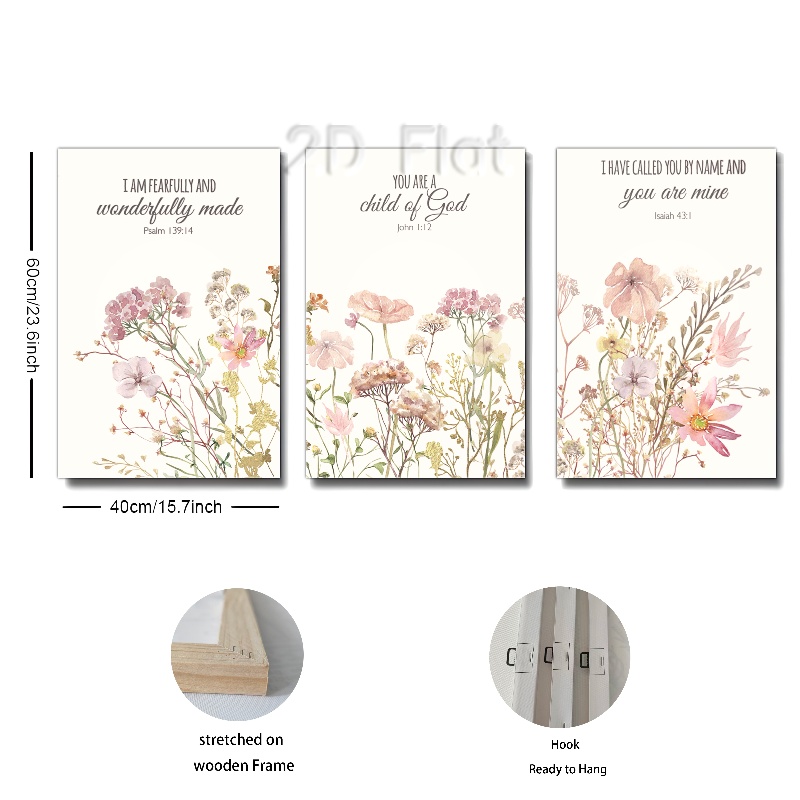 2D Flat
I AM FEARFULLY AND
wonderfully made
Psalm 139:14
YOU ARE A
child of God
John 1:12
I HAVE CALLED YOU BY NAME AND
you are mine
Isaiah 43:1
60cm/23.6inch
40cm/15.7inch
stretched on
wooden Frame
Hook
Ready to Hang